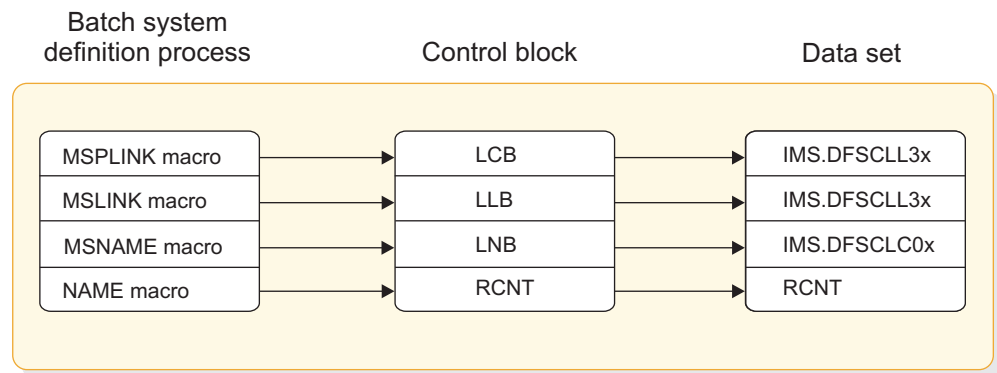 Batch system
definition process
Control block
Data set
MSPLINK macro
LCB
IMS.DFSCLL3x
MSLINK macro
LLB
IMS.DFSCLL3x
MSNAME macro
LNB
IMS.DFSCLC0x
NAME macro
RCNT
RCNT